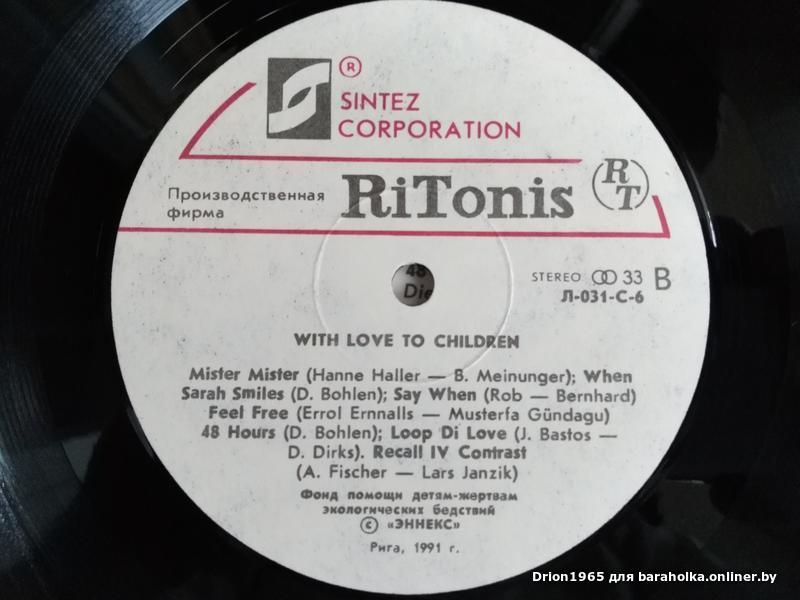 ®
SINTEZ
CORPORATION
Производственная
фирма
RiTonis
RT
STEREO 33 B
Л-031-С-6
48
Die
WITH LOVE TO CHILDREN
Mister Mister (Hanne Haller — B. Meinunger); When
Sarah Smiles (D. Bohlen); Say When (Rob — Bernhard)
Feel Free (Errol Ernnalls — Musterfa Gündagu)
48 Hours (D. Bohlen); Loop Di Love (J. Bastos —
D. Dirks). Recall IV Contrast
(A. Fischer — Lars Janzik)
Фонд помощи детям-жертвам
экологических бедствий
© «ЭННЕКС»
Рига, 1991 г.
Drion1965 для baraholka.onliner.by